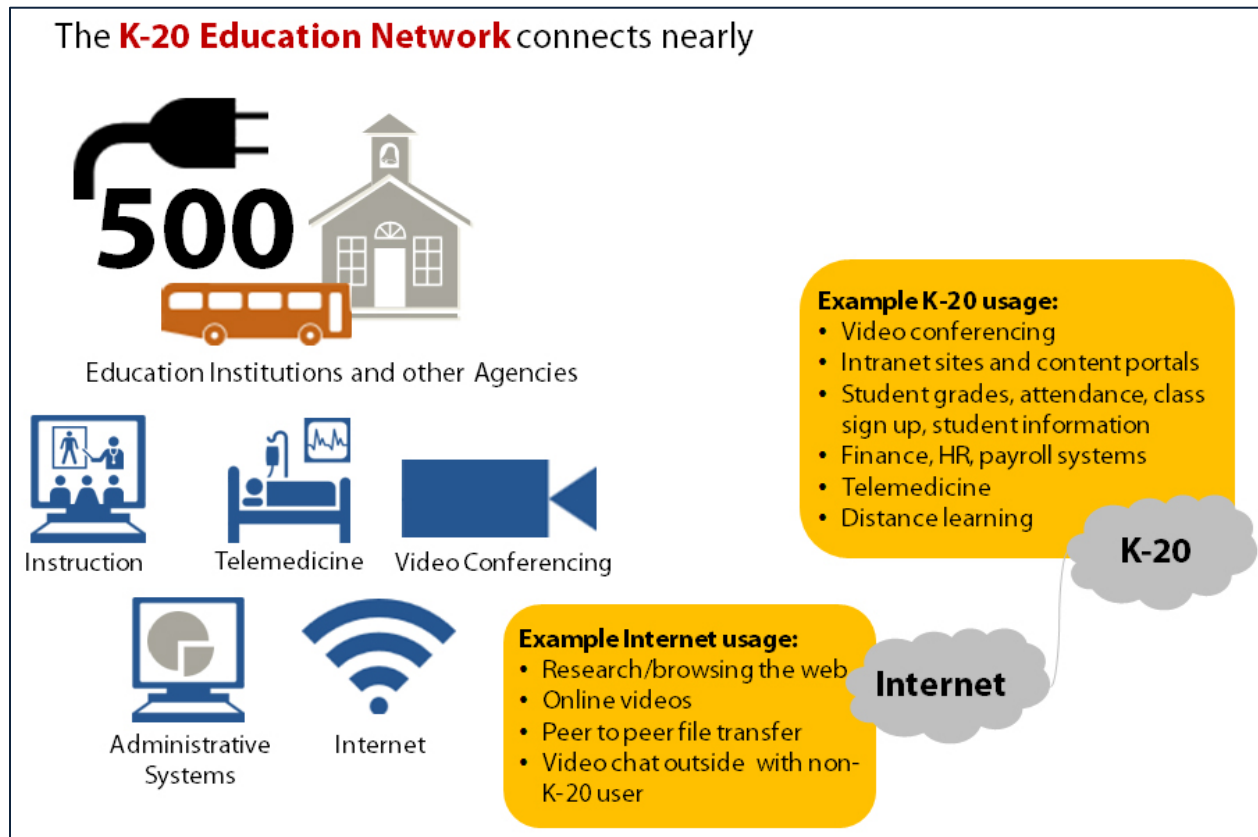 The K-20 Education Network connects nearly
500
Education Institutions and other Agencies
Instruction
Telemedicine
Video Conferencing
Administrative
Systems
Internet
Example K-20 usage:
• Video conferencing
• Intranet sites and content portals
• Student grades, attendance, class
sign up, student information
• Finance, HR, payroll systems
• Telemedicine
• Distance learning
K-20
Example Internet usage:
• Research/browsing the web
• Online videos
• Peer to peer file transfer
• Video chat outside with non-
K-20 user
Internet